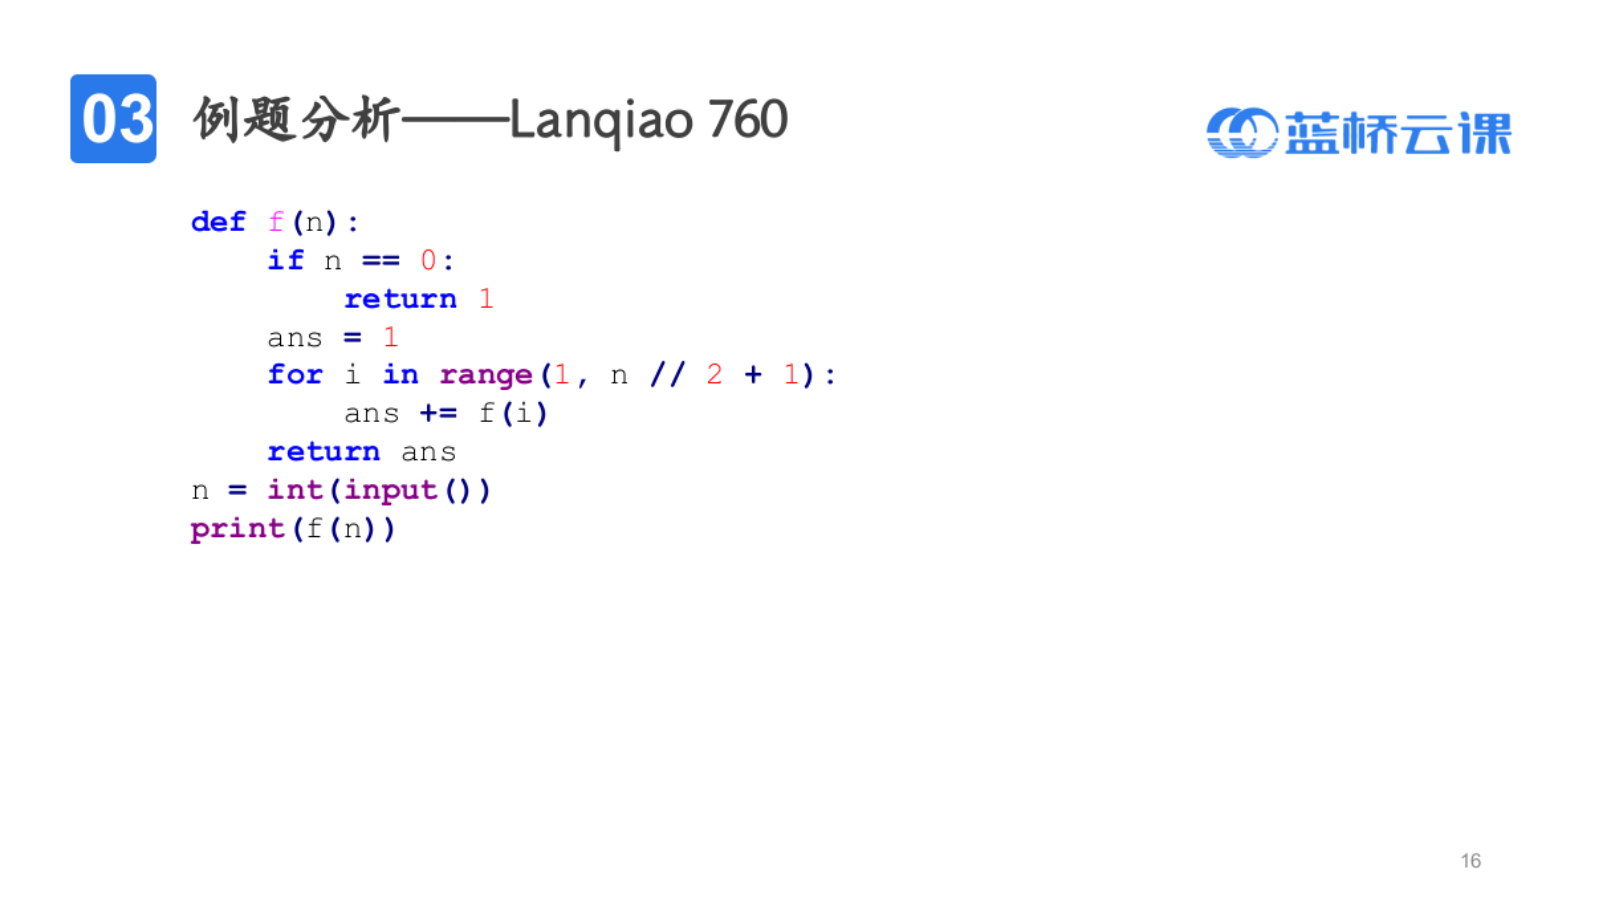 03 例题分析——Lanqiao 760
蓝桥云课
def f(n):
    if n == 0:
        return 1
    ans = 1
    for i in range(1, n // 2 + 1):
        ans += f(i)
    return ans
n = int(input())
print(f(n))
16